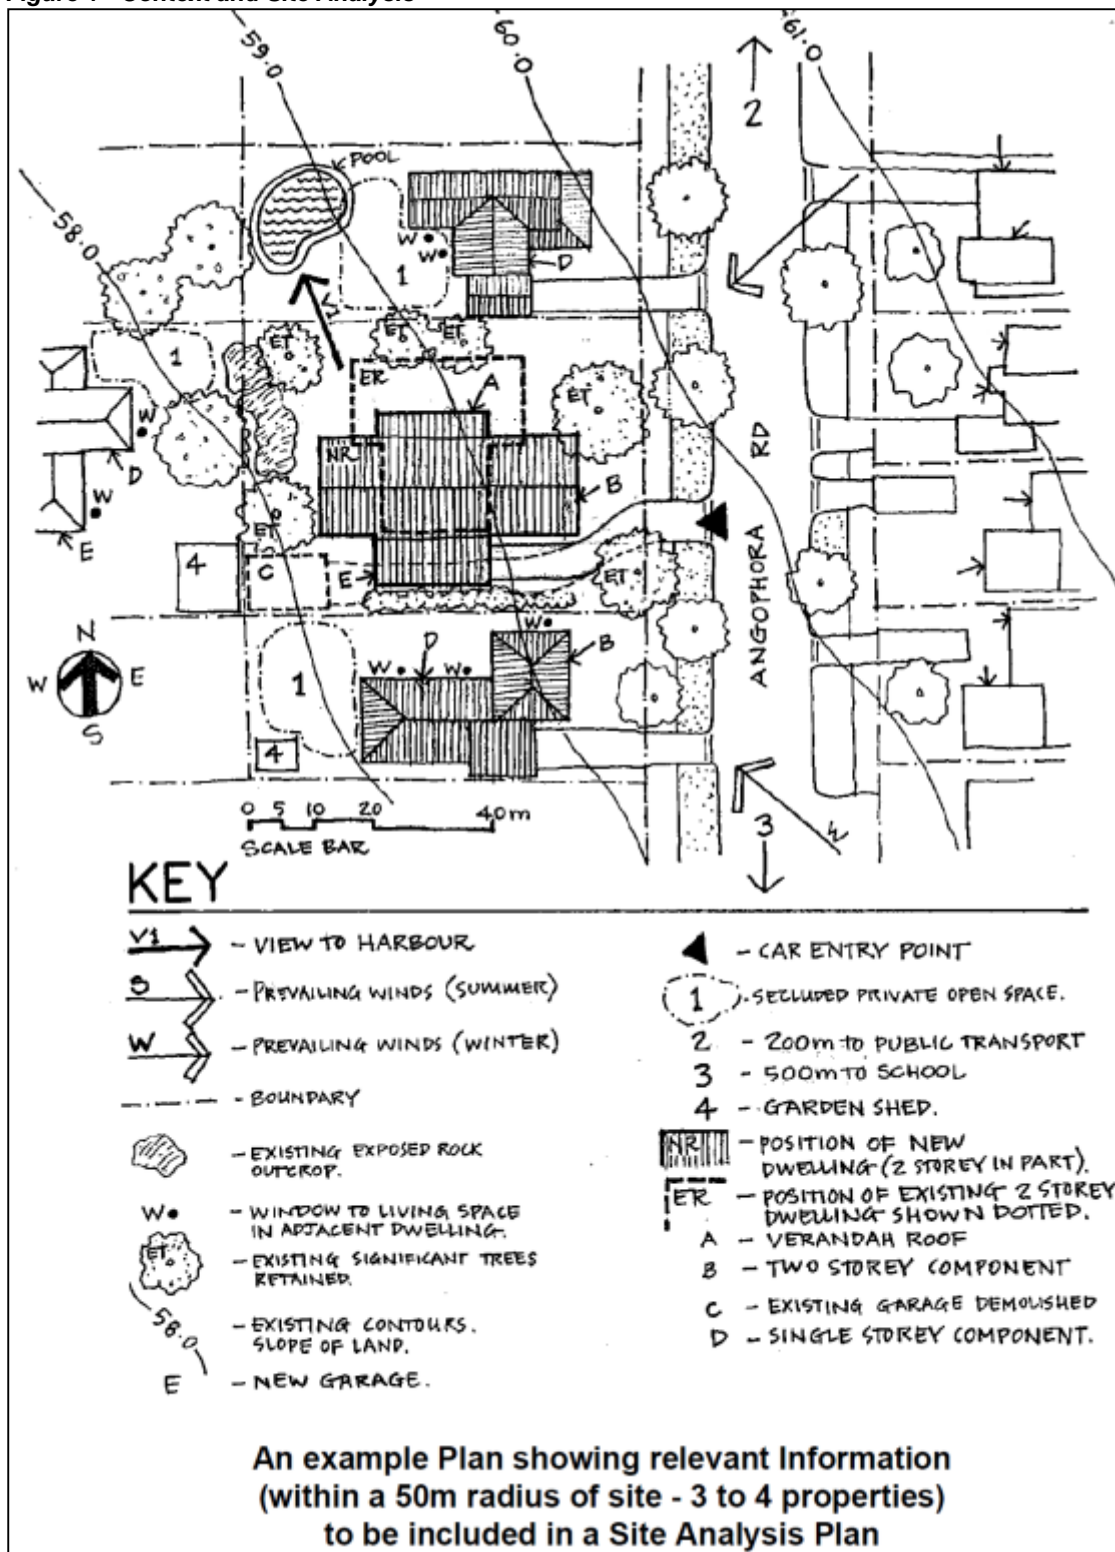 Figure 1 - Context and Site Analysis
59.0
60.0
61.0
2
POOL
58.0
W•
W•
D
1
S
1
ET
ET
ET
ER
A
ET
W•
D
NR
B
W•
E
ET
4
C
E
ET
ANGOPHORA RD
N
W E
S
1
W•
D
W•
W•
B
4
3
W
0 5 10 20 40m
SCALE BAR
KEY
V1 - VIEW TO HARBOUR
S - PREVAILING WINDS (SUMMER)
W - PREVAILING WINDS (WINTER)
- BOUNDARY
- EXISTING EXPOSED ROCK
OUTCROP.
W• - WINDOW TO LIVING SPACE
IN ADJACENT DWELLING.
ET - EXISTING SIGNIFICANT TREES
RETAINED.
58.0 - EXISTING CONTOURS.
SLOPE OF LAND.
E - NEW GARAGE.
- CAR ENTRY POINT
1 - SECLUDED PRIVATE OPEN SPACE.
2 - 200m to PUBLIC TRANSPORT
3 - 500m TO SCHOOL
4 - GARDEN SHED.
NR - POSITION OF NEW
DWELLING (2 STOREY IN PART).
ER - POSITION OF EXISTING 2 STOREY
DWELLING SHOWN DOTTED.
A - VERANDAH ROOF
B - TWO STOREY COMPONENT
C - EXISTING GARAGE DEMOLISHED
D - SINGLE STOREY COMPONENT.
An example Plan showing relevant Information
(within a 50m radius of site - 3 to 4 properties)
to be included in a Site Analysis Plan